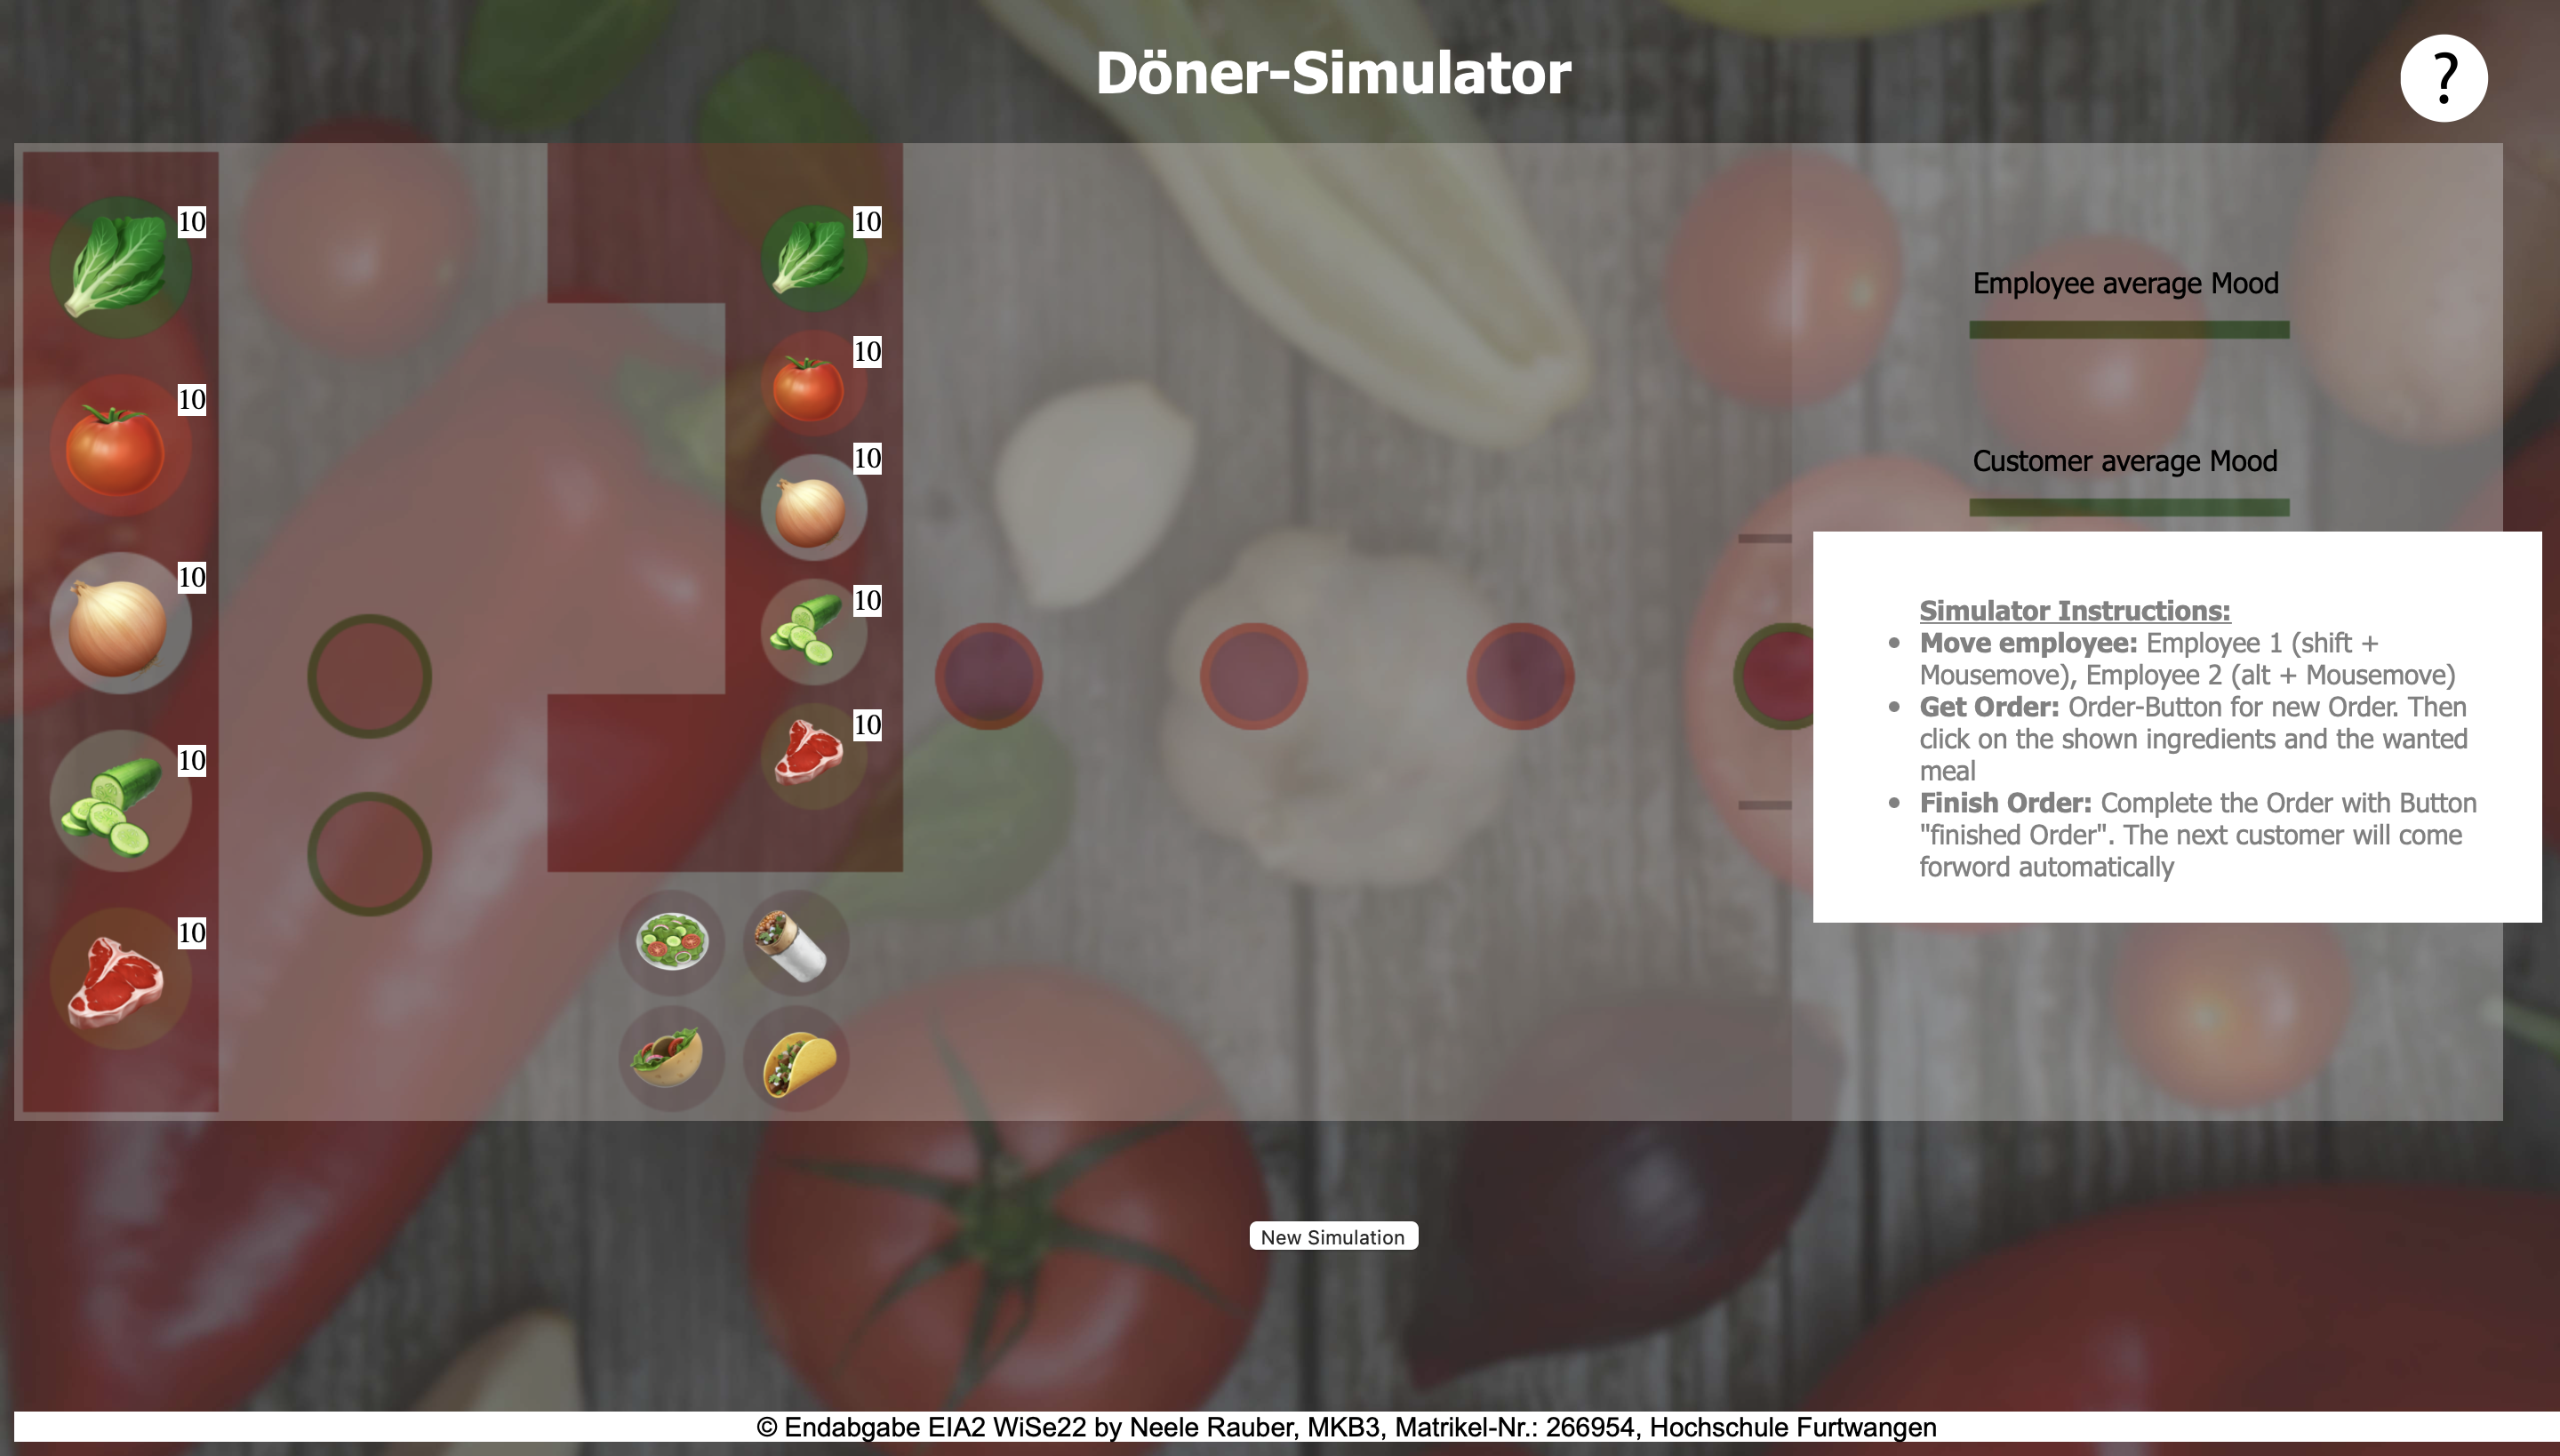 Döner-Simulator
?
10
10
10
10
10
10
10
10
10
10
Employee average Mood
Customer average Mood
Simulator Instructions:
• Move employee: Employee 1 (shift +
Mousemove), Employee 2 (alt + Mousemove)
• Get Order: Order-Button for new Order. Then
click on the shown ingredients and the wanted
meal
• Finish Order: Complete the Order with Button
"finished Order". The next customer will come
forword automatically
New Simulation
© Endabgabe EIA2 WiSe22 by Neele Rauber, MKB3, Matrikel-Nr.: 266954, Hochschule Furtwangen